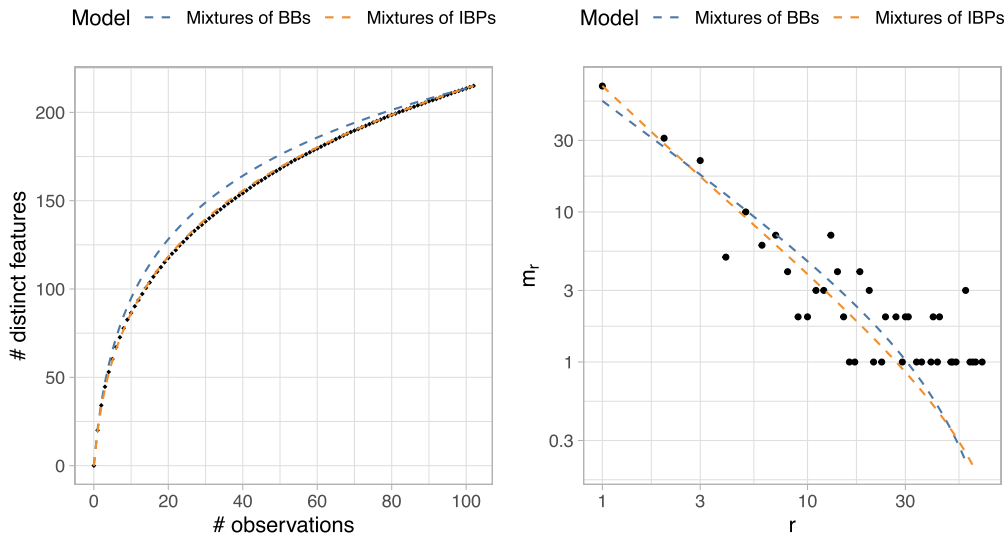 Model Mixtures of BBs Mixtures of IBPs
# distinct features
200
150
100
50
0
0 20 40 60 80 100
# observations
Model Mixtures of BBs Mixtures of IBPs
mr
30
10
3
1
0.3
1 3 10 30
r